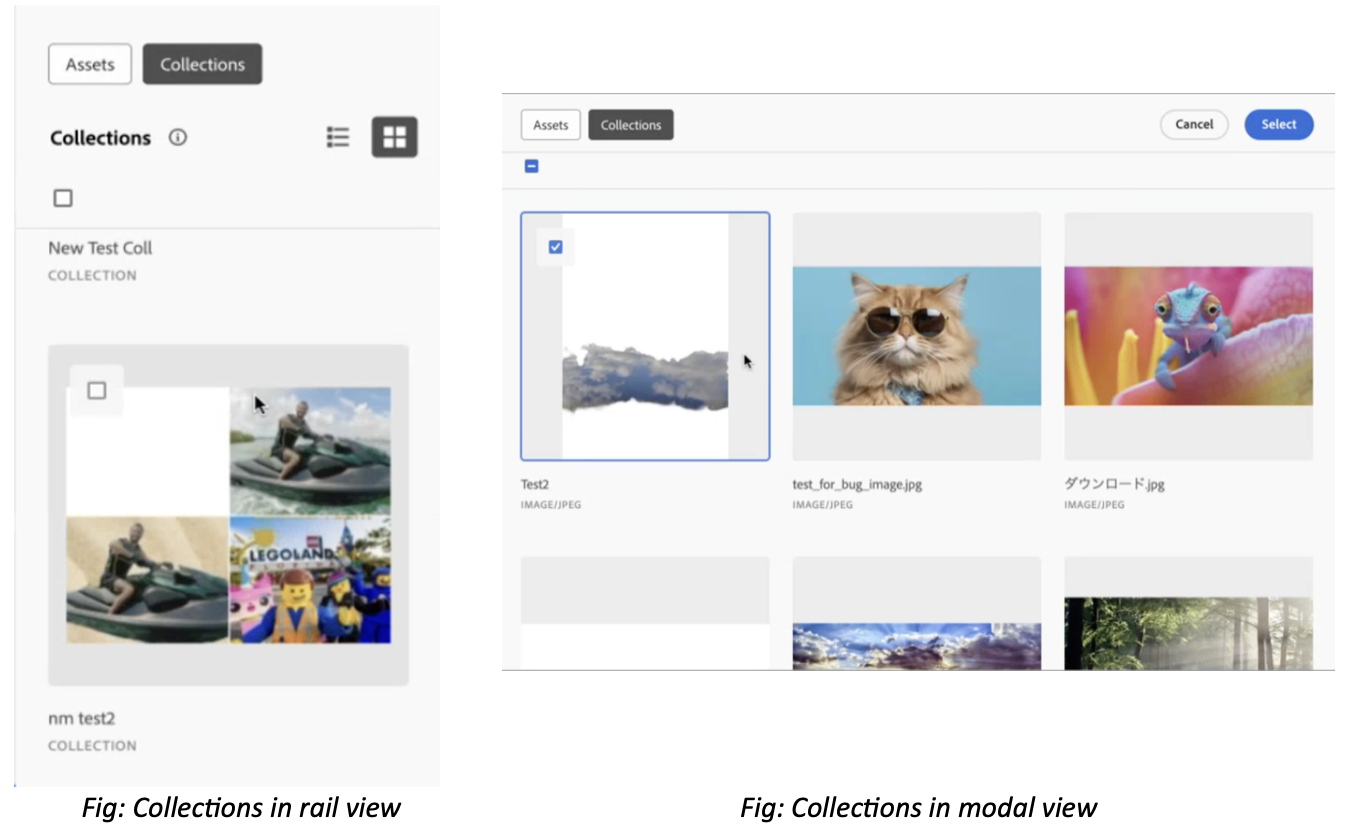 Assets
Collections
Collections
New Test Coll
COLLECTION
LEGOLAND
FLORIDA
nm test2
COLLECTION
Fig: Collections in rail view
Assets
Collections
Cancel
Select
Test2
IMAGE/JPEG
test_for_bug_image.jpg
IMAGE/JPEG
ダウンロード.jpg
IMAGE/JPEG
Fig: Collections in modal view